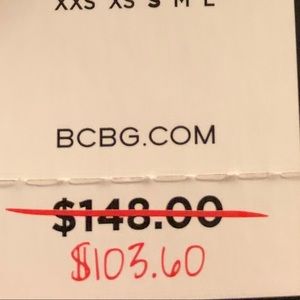 XXS XS S M L
BCBG.COM
$148.00
$103.60